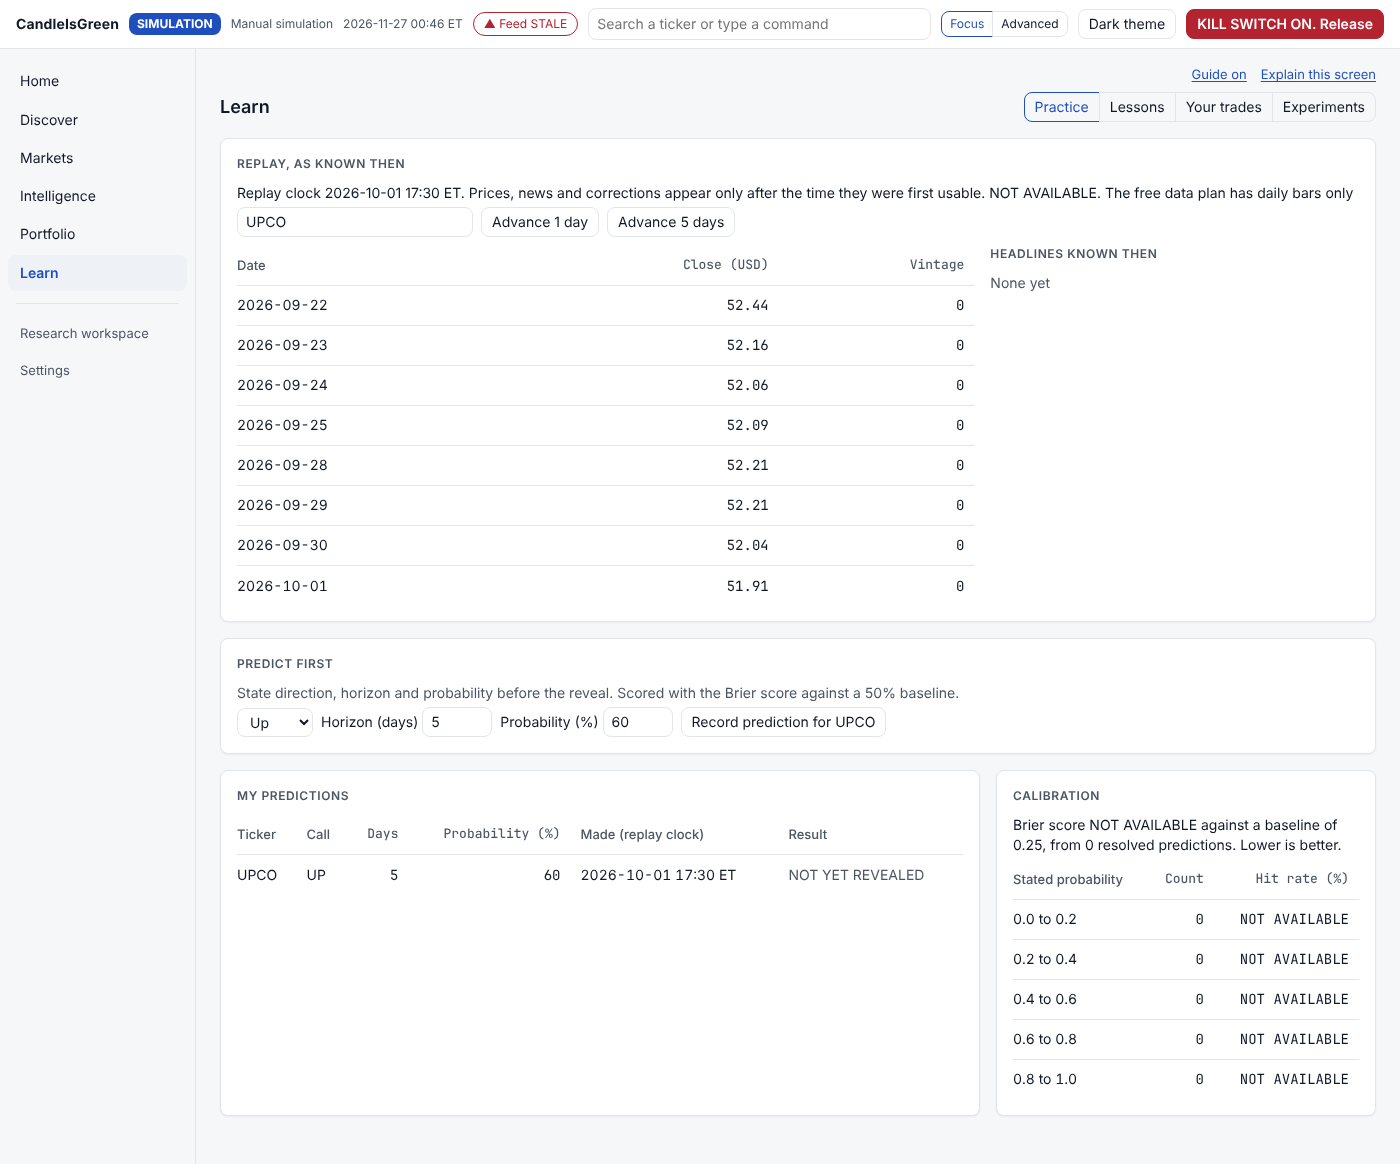 CandleIsGreen SIMULATION Manual simulation 2026-11-27 00:46 ET ▲ Feed STALE Search a ticker or type a command Focus Advanced Dark theme KILL SWITCH ON. Release
Home
Discover
Markets
Intelligence
Portfolio
Learn
Research workspace
Settings
Guide on Explain this screen
Learn Practice Lessons Your trades Experiments
REPLAY, AS KNOWN THEN
Replay clock 2026-10-01 17:30 ET. Prices, news and corrections appear only after the time they were first usable. NOT AVAILABLE. The free data plan has daily bars only
UPCO Advance 1 day Advance 5 days
Date Close (USD) Vintage
2026-09-22 52.44 0
2026-09-23 52.16 0
2026-09-24 52.06 0
2026-09-25 52.09 0
2026-09-28 52.21 0
2026-09-29 52.21 0
2026-09-30 52.04 0
2026-10-01 51.91 0
HEADLINES KNOWN THEN
None yet
PREDICT FIRST
State direction, horizon and probability before the reveal. Scored with the Brier score against a 50% baseline.
Up Horizon (days) 5 Probability (%) 60 Record prediction for UPCO
MY PREDICTIONS
Ticker Call Days Probability (%) Made (replay clock) Result
UPCO UP 5 60 2026-10-01 17:30 ET NOT YET REVEALED
CALIBRATION
Brier score NOT AVAILABLE against a baseline of
0.25, from 0 resolved predictions. Lower is better.
Stated probability Count Hit rate (%)
0.0 to 0.2 0 NOT AVAILABLE
0.2 to 0.4 0 NOT AVAILABLE
0.4 to 0.6 0 NOT AVAILABLE
0.6 to 0.8 0 NOT AVAILABLE
0.8 to 1.0 0 NOT AVAILABLE